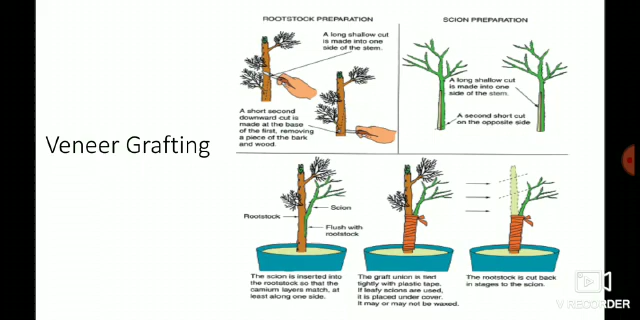 Veneer Grafting
ROOTSTOCK PREPARATION
A long shallow cut
is made into one
side of the stem.
A short second
downward cut is
made at the base
of the first, removing
a piece of the bark
and wood.
SCION PREPARATION
A long shallow cut
is made into one
side of the stem.
A second short cut
on the opposite side
Scion
Rootstock
Flush with
rootstock
The scion is inserted into
the rootstock so that the
camium layers match, at
least along one side.
The graft union is tied
tightly with plastic tape.
If leafy scions are used,
it is placed under cover.
It may or may not be waxed.
The rootstock is cut back
in stages to the scion.
V RECORDER